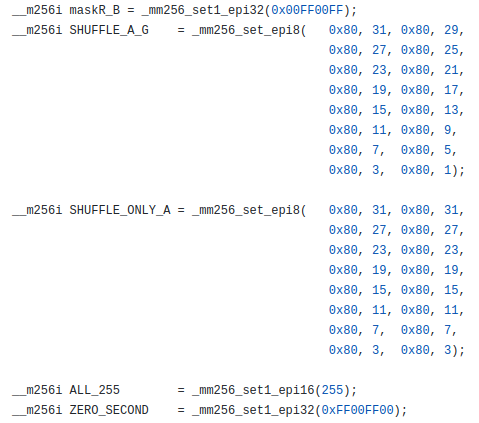 __m256i maskR_B = _mm256_set1_epi32(0x00FF00FF);
__m256i SHUFFLE_A_G    = _mm256_set_epi8(   0x80, 31, 0x80, 29,
                                            0x80, 27, 0x80, 25,
                                            0x80, 23, 0x80, 21,
                                            0x80, 19, 0x80, 17,
                                            0x80, 15, 0x80, 13,
                                            0x80, 11, 0x80, 9,
                                            0x80, 7,  0x80, 5,
                                            0x80, 3,  0x80, 1);

__m256i SHUFFLE_ONLY_A = _mm256_set_epi8(   0x80, 31, 0x80, 31,
                                            0x80, 27, 0x80, 27,
                                            0x80, 23, 0x80, 23,
                                            0x80, 19, 0x80, 19,
                                            0x80, 15, 0x80, 15,
                                            0x80, 11, 0x80, 11,
                                            0x80, 7,  0x80, 7,
                                            0x80, 3,  0x80, 3);

__m256i ALL_255        = _mm256_set1_epi16(255);
__m256i ZERO_SECOND    = _mm256_set1_epi32(0xFF00FF00);